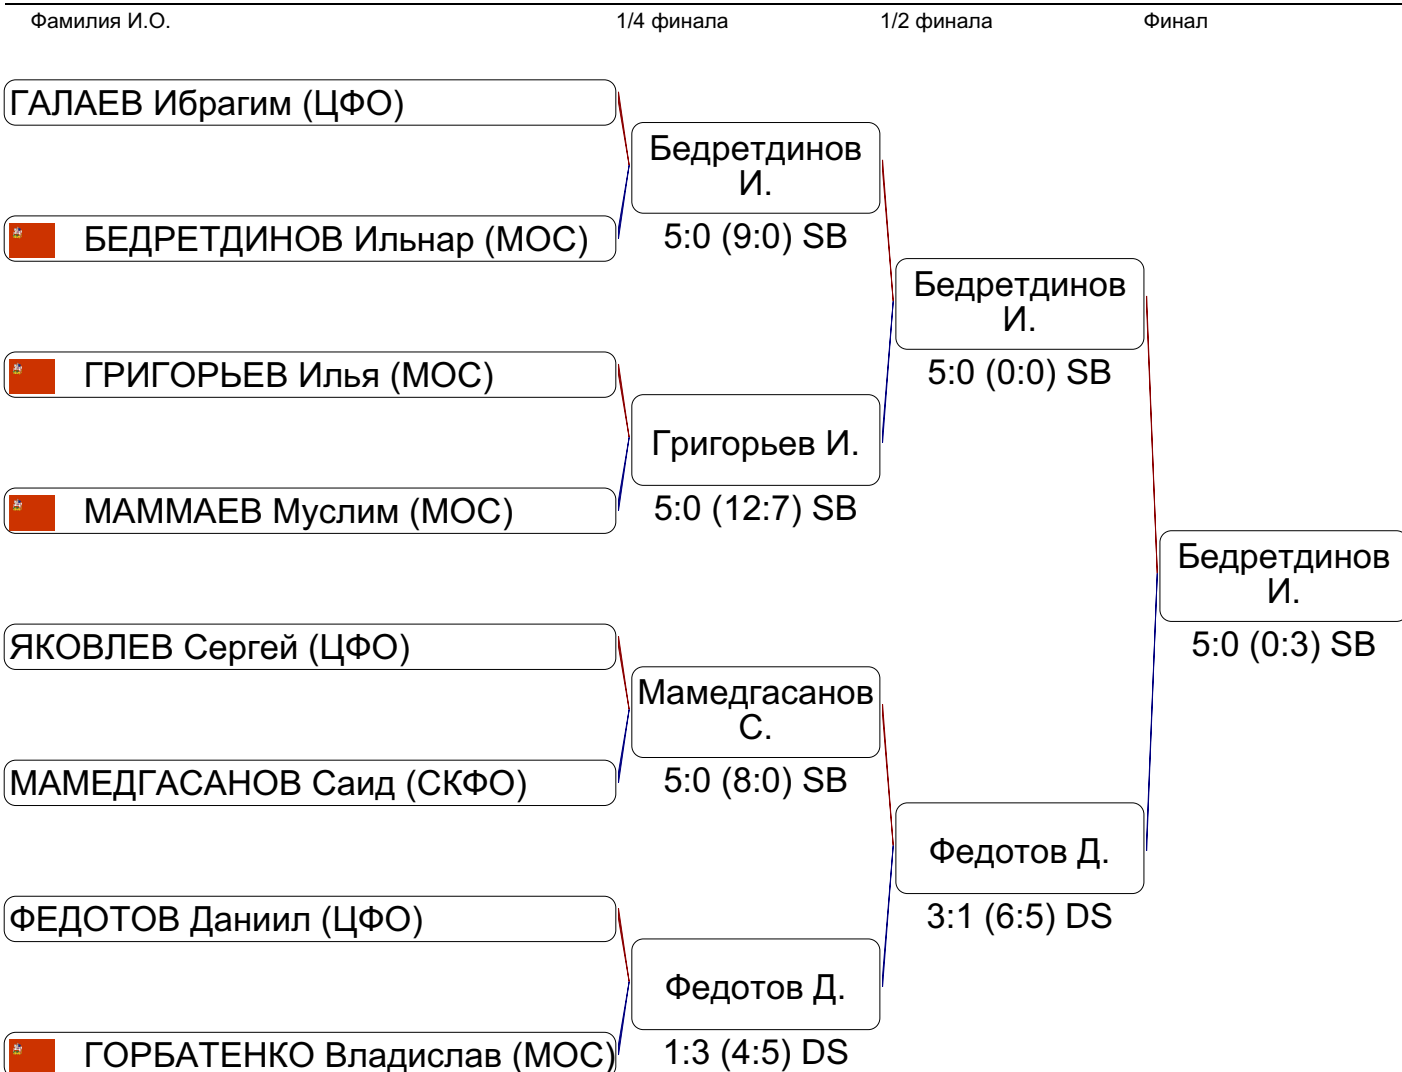 Фамилия И.О. 1/4 финала 1/2 финала Финал
ГАЛАЕВ Ибрагим (ЦФО)
Бедретдинов
И.
БЕДРЕТДИНОВ Ильнар (МОС)
5:0 (9:0) SB
Бедретдинов
И.
ГРИГОРЬЕВ Илья (МОС)
5:0 (0:0) SB
Григорьев И.
МАММАЕВ Муслим (МОС)
5:0 (12:7) SB
Бедретдинов
И.
ЯКОВЛЕВ Сергей (ЦФО)
5:0 (0:3) SB
Мамедгасанов
С.
МАМЕДГАСАНОВ Саид (СКФО)
5:0 (8:0) SB
Федотов Д.
ФЕДОТОВ Даниил (ЦФО)
3:1 (6:5) DS
Федотов Д.
ГОРБАТЕНКО Владислав (МОС)
1:3 (4:5) DS